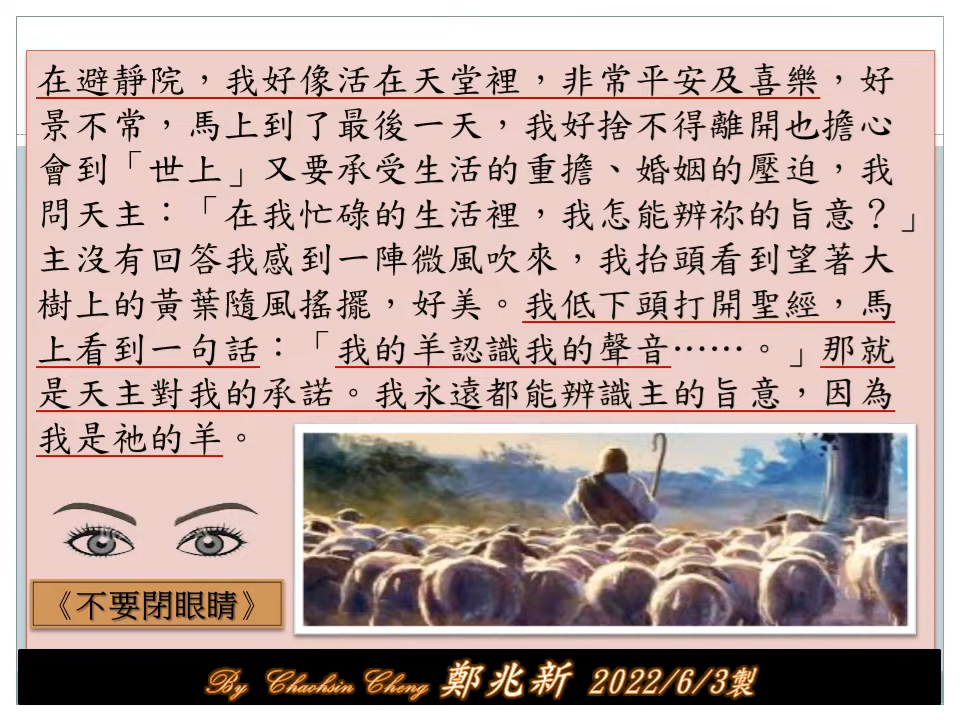 在避靜院，我好像活在天堂裡，非常平安及喜樂，好
景不常，馬上到了最後一天，我好捨不得離開也擔心
會到「世上」又要承受生活的重擔、婚姻的壓迫，我
問天主：「在我忙碌的生活裡，我怎能辨祢的旨意？」
主沒有回答我感到一陣微風吹來，我抬頭看到望著大
樹上的黃葉隨風搖擺，好美。我低下頭打開聖經，馬
上看到一句話：「我的羊認識我的聲音……。」那就
是天主對我的承諾。我永遠都能辨識主的旨意，因為
我是祂的羊。
《不要閉眼睛》
By Chaohsin Cheng 鄭兆新 2022/6/3製